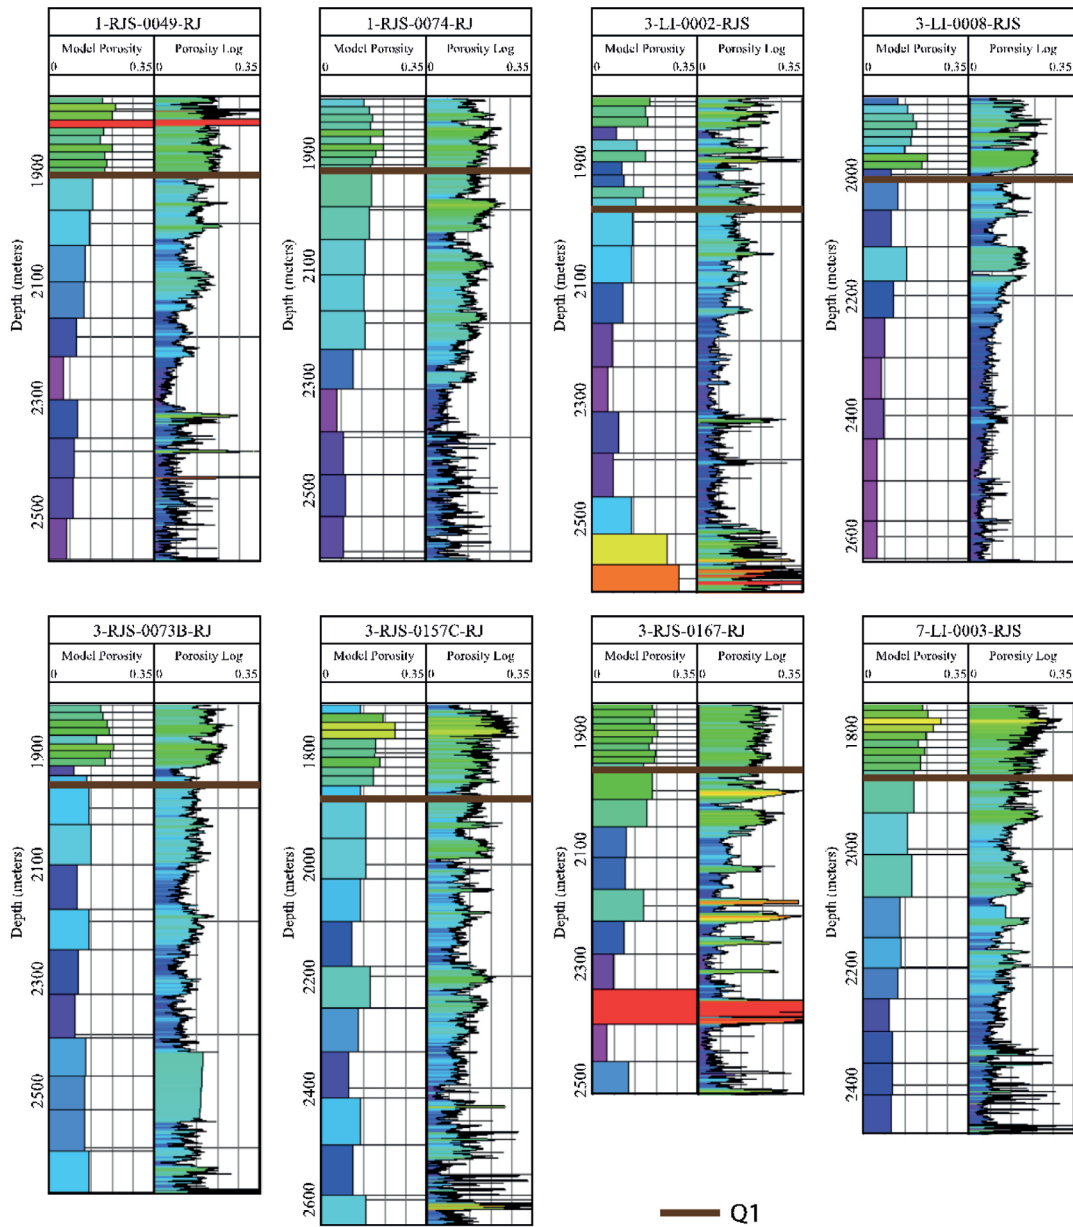 1-RJS-0049-RJ
Model Porosity Porosity Log
0 0.35 0 0.35
Depth (meters)
1900
2100
2300
2500
1-RJS-0074-RJ
Model Porosity Porosity Log
0 0.35 0 0.35
Depth (meters)
1900
2100
2300
2500
3-LI-0002-RJS
Model Porosity Porosity Log
0 0.35 0 0.35
Depth (meters)
1900
2100
2300
2500
3-LI-0008-RJS
Model Porosity Porosity Log
0 0.35 0 0.35
Depth (meters)
2000
2200
2400
2600
3-RJS-0073B-RJ
Model Porosity Porosity Log
0 0.35 0 0.35
Depth (meters)
1900
2100
2300
2500
3-RJS-0157C-RJ
Model Porosity Porosity Log
0 0.35 0 0.35
Depth (meters)
1800
2000
2200
2400
2600
3-RJS-0167-RJ
Model Porosity Porosity Log
0 0.35 0 0.35
Depth (meters)
1900
2100
2300
2500
7-LI-0003-RJS
Model Porosity Porosity Log
0 0.35 0 0.35
Depth (meters)
1800
2000
2200
2400
Q1